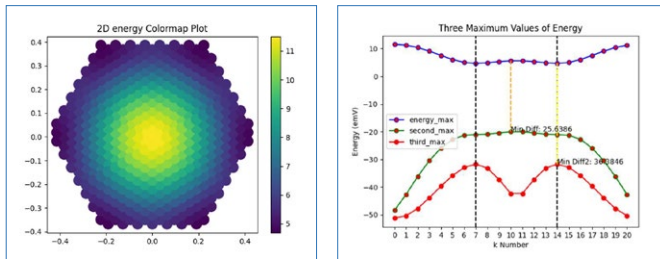 2D energy Colormap Plot
0.4
0.3
0.2
0.1
0.0
−0.1
−0.2
−0.3
−0.4
−0.4 −0.2 0.0 0.2 0.4
11
10
9
8
7
6
5
Three Maximum Values of Energy
Energy (emV)
10
0
−10
−20
−30
−40
−50
energy_max
second_max
third_max
Min Diff: 25.6386
Min Diff2: 36.3846
0 1 2 3 4 5 6 7 8 9 10 11 12 13 14 15 16 17 18 19 20
k Number